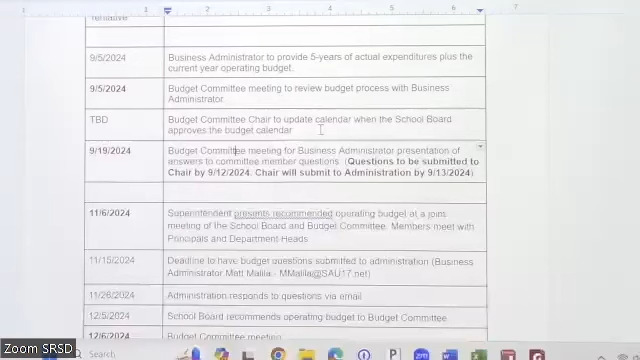 Tentative
9/5/2024
Business Administrator to provide 5-years of actual expenditures plus the
current year operating budget.
9/5/2024
Budget Committee meeting to review budget process with Business
Administrator
TBD
Budget Committee Chair to update calendar when the School Board
approves the budget calendar
9/19/2024
Budget Committee meeting for Business Administrator presentation of
answers to committee member questions. (Questions to be submitted to
Chair by 9/12/2024. Chair will submit to Administration by 9/13/2024)
11/6/2024
Superintendent presents recommended operating budget at a joint
meeting of the School Board and Budget Committee. Members meet with
Principals and Department Heads
11/15/2024
Deadline to have budget questions submitted to administration (Business
Administrator Matt Malila - MMalila@SAU17.net)
11/26/2024
Administration responds to questions via email
12/5/2024
School Board recommends operating budget to Budget Committee
12/6/2024
Budget Committee meeting
Search
Zoom SRSD